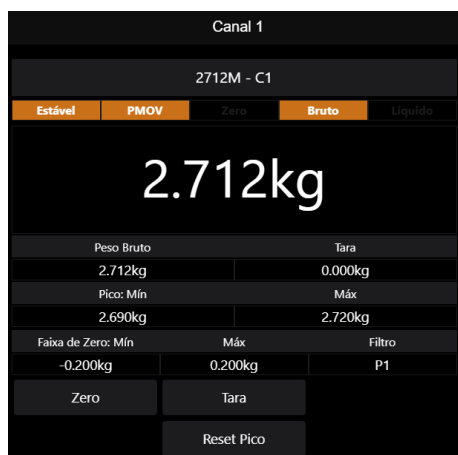 Canal 1
2712M - C1
Estável PMOV Zero Bruto Líquido
2.712kg
Peso Bruto Tara
2.712kg 0.000kg
Pico: Mín Máx
2.690kg 2.720kg
Faixa de Zero: Mín Máx Filtro
-0.200kg 0.200kg P1
Zero Tara
Reset Pico